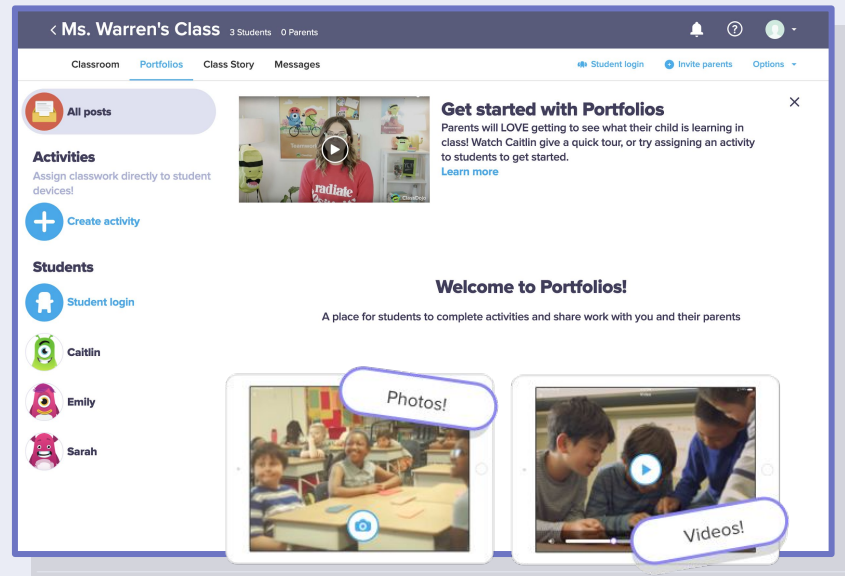 Ms. Warren's Class 3 Students 0 Parents
Classroom Portfolios Class Story Messages
Student login Invite parents Options
All posts
Activities
Assign classwork directly to student
devices!
Create activity
Students
Student login
Caitlin
Emily
Sarah
radiate
ClassDojo
Get started with Portfolios
Parents will LOVE getting to see what their child is learning in
class! Watch Caitlin give a quick tour, or try assigning an activity
to students to get started.
Learn more
Welcome to Portfolios!
A place for students to complete activities and share work with you and their parents
Photos!
Videos!